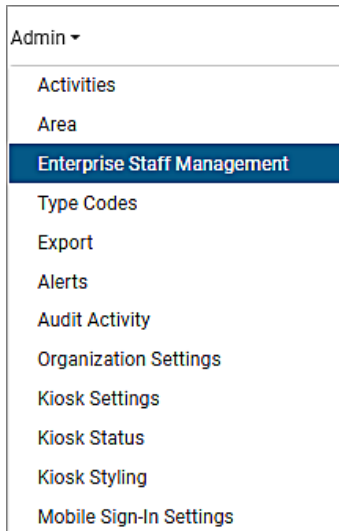 Admin
Activities
Area
Enterprise Staff Management
Type Codes
Export
Alerts
Audit Activity
Organization Settings
Kiosk Settings
Kiosk Status
Kiosk Styling
Mobile Sign-In Settings